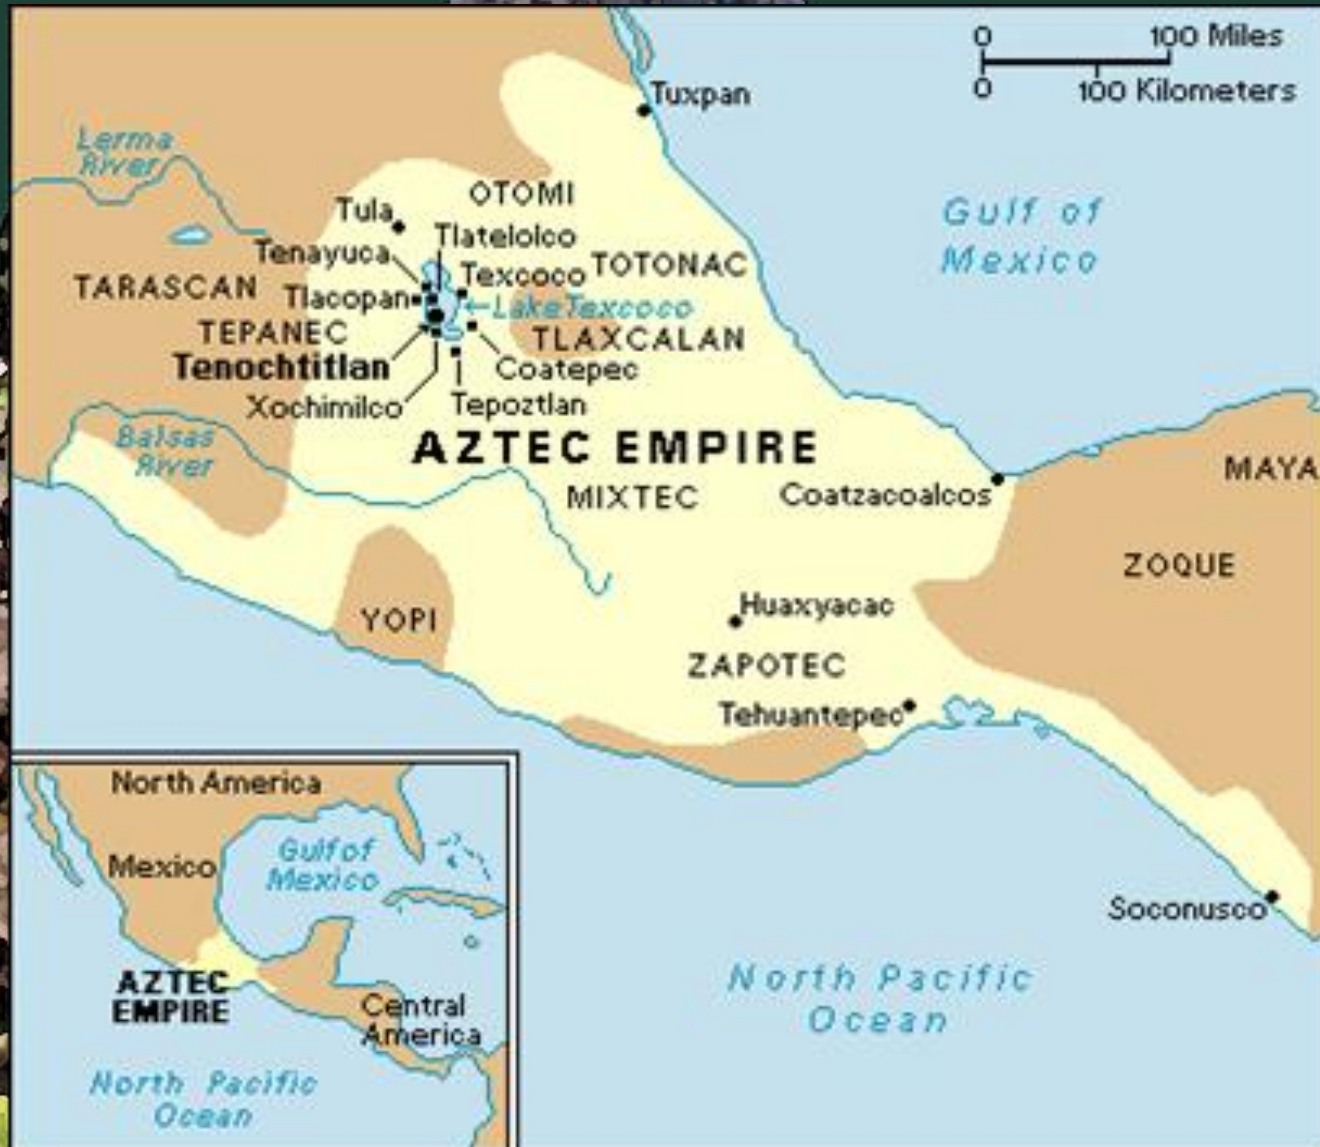 0 100 Miles
0 100 Kilometers
Tuxpan
Lerma
River
OTOMI
Tula
Tlatelolco
Gulf of
Mexico
Tenayuca
Texcoco
TOTONAC
TARASCAN
Tlacopan
Lake Texcoco
TEPANEC
TLAXCALAN
Tenochtitlan
Coatepec
Xochimilco
Tepoztlan
Balsas
River
AZTEC EMPIRE
MAYA
MIXTEC
Coatzacoalcos
ZOQUE
Huaxyacac
YOPI
ZAPOTEC
Tehuantepec
Soconusco
North Pacific
Ocean
North America
Gulf of
Mexico
Mexico
AZTEC
EMPIRE
Central
America
North Pacific
Ocean